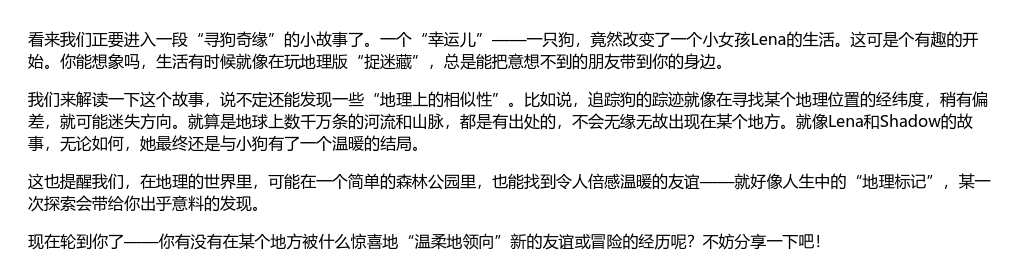 看来我们正要进入一段“寻狗奇缘”的小故事了。一个“幸运儿”——一只狗，竟然改变了一个小女孩Lena的生活。这可是个有趣的开
始。你能想象吗，生活有时候就像在玩地理版“捉迷藏”，总是能把意想不到的朋友带到你的身边。
我们来解读一下这个故事，说不定还能发现一些“地理上的相似性”。比如说，追踪狗的踪迹就像在寻找某个地理位置的经纬度，稍有偏
差，就可能迷失方向。就算是地球上数千万条的河流和山脉，都是有出处的，不会无缘无故出现在某个地方。就像Lena和Shadow的故
事，无论如何，她最终还是与小狗有了一个温暖的结局。
这也提醒我们，在地理的世界里，可能在一个简单的森林公园里，也能找到令人倍感温暖的友谊——就好像人生中的“地理标记”，某一
次探索会带给你出乎意料的发现。
现在轮到你了——你有没有在某个地方被什么惊喜地“温柔地领向”新的友谊或冒险的经历呢？不妨分享一下吧！